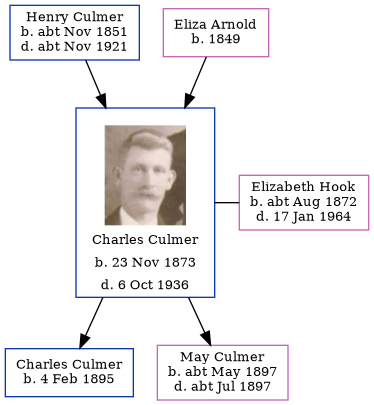 Henry Culmer
b. abt Nov 1851
d. abt Nov 1921
Eliza Arnold
b. 1849
Charles Culmer
b. 23 Nov 1873
d. 6 Oct 1936
Elizabeth Hook
b. abt Aug 1872
d. 17 Jan 1964
Charles Culmer
b. 4 Feb 1895
May Culmer
b. abt May 1897
d. abt Jul 1897